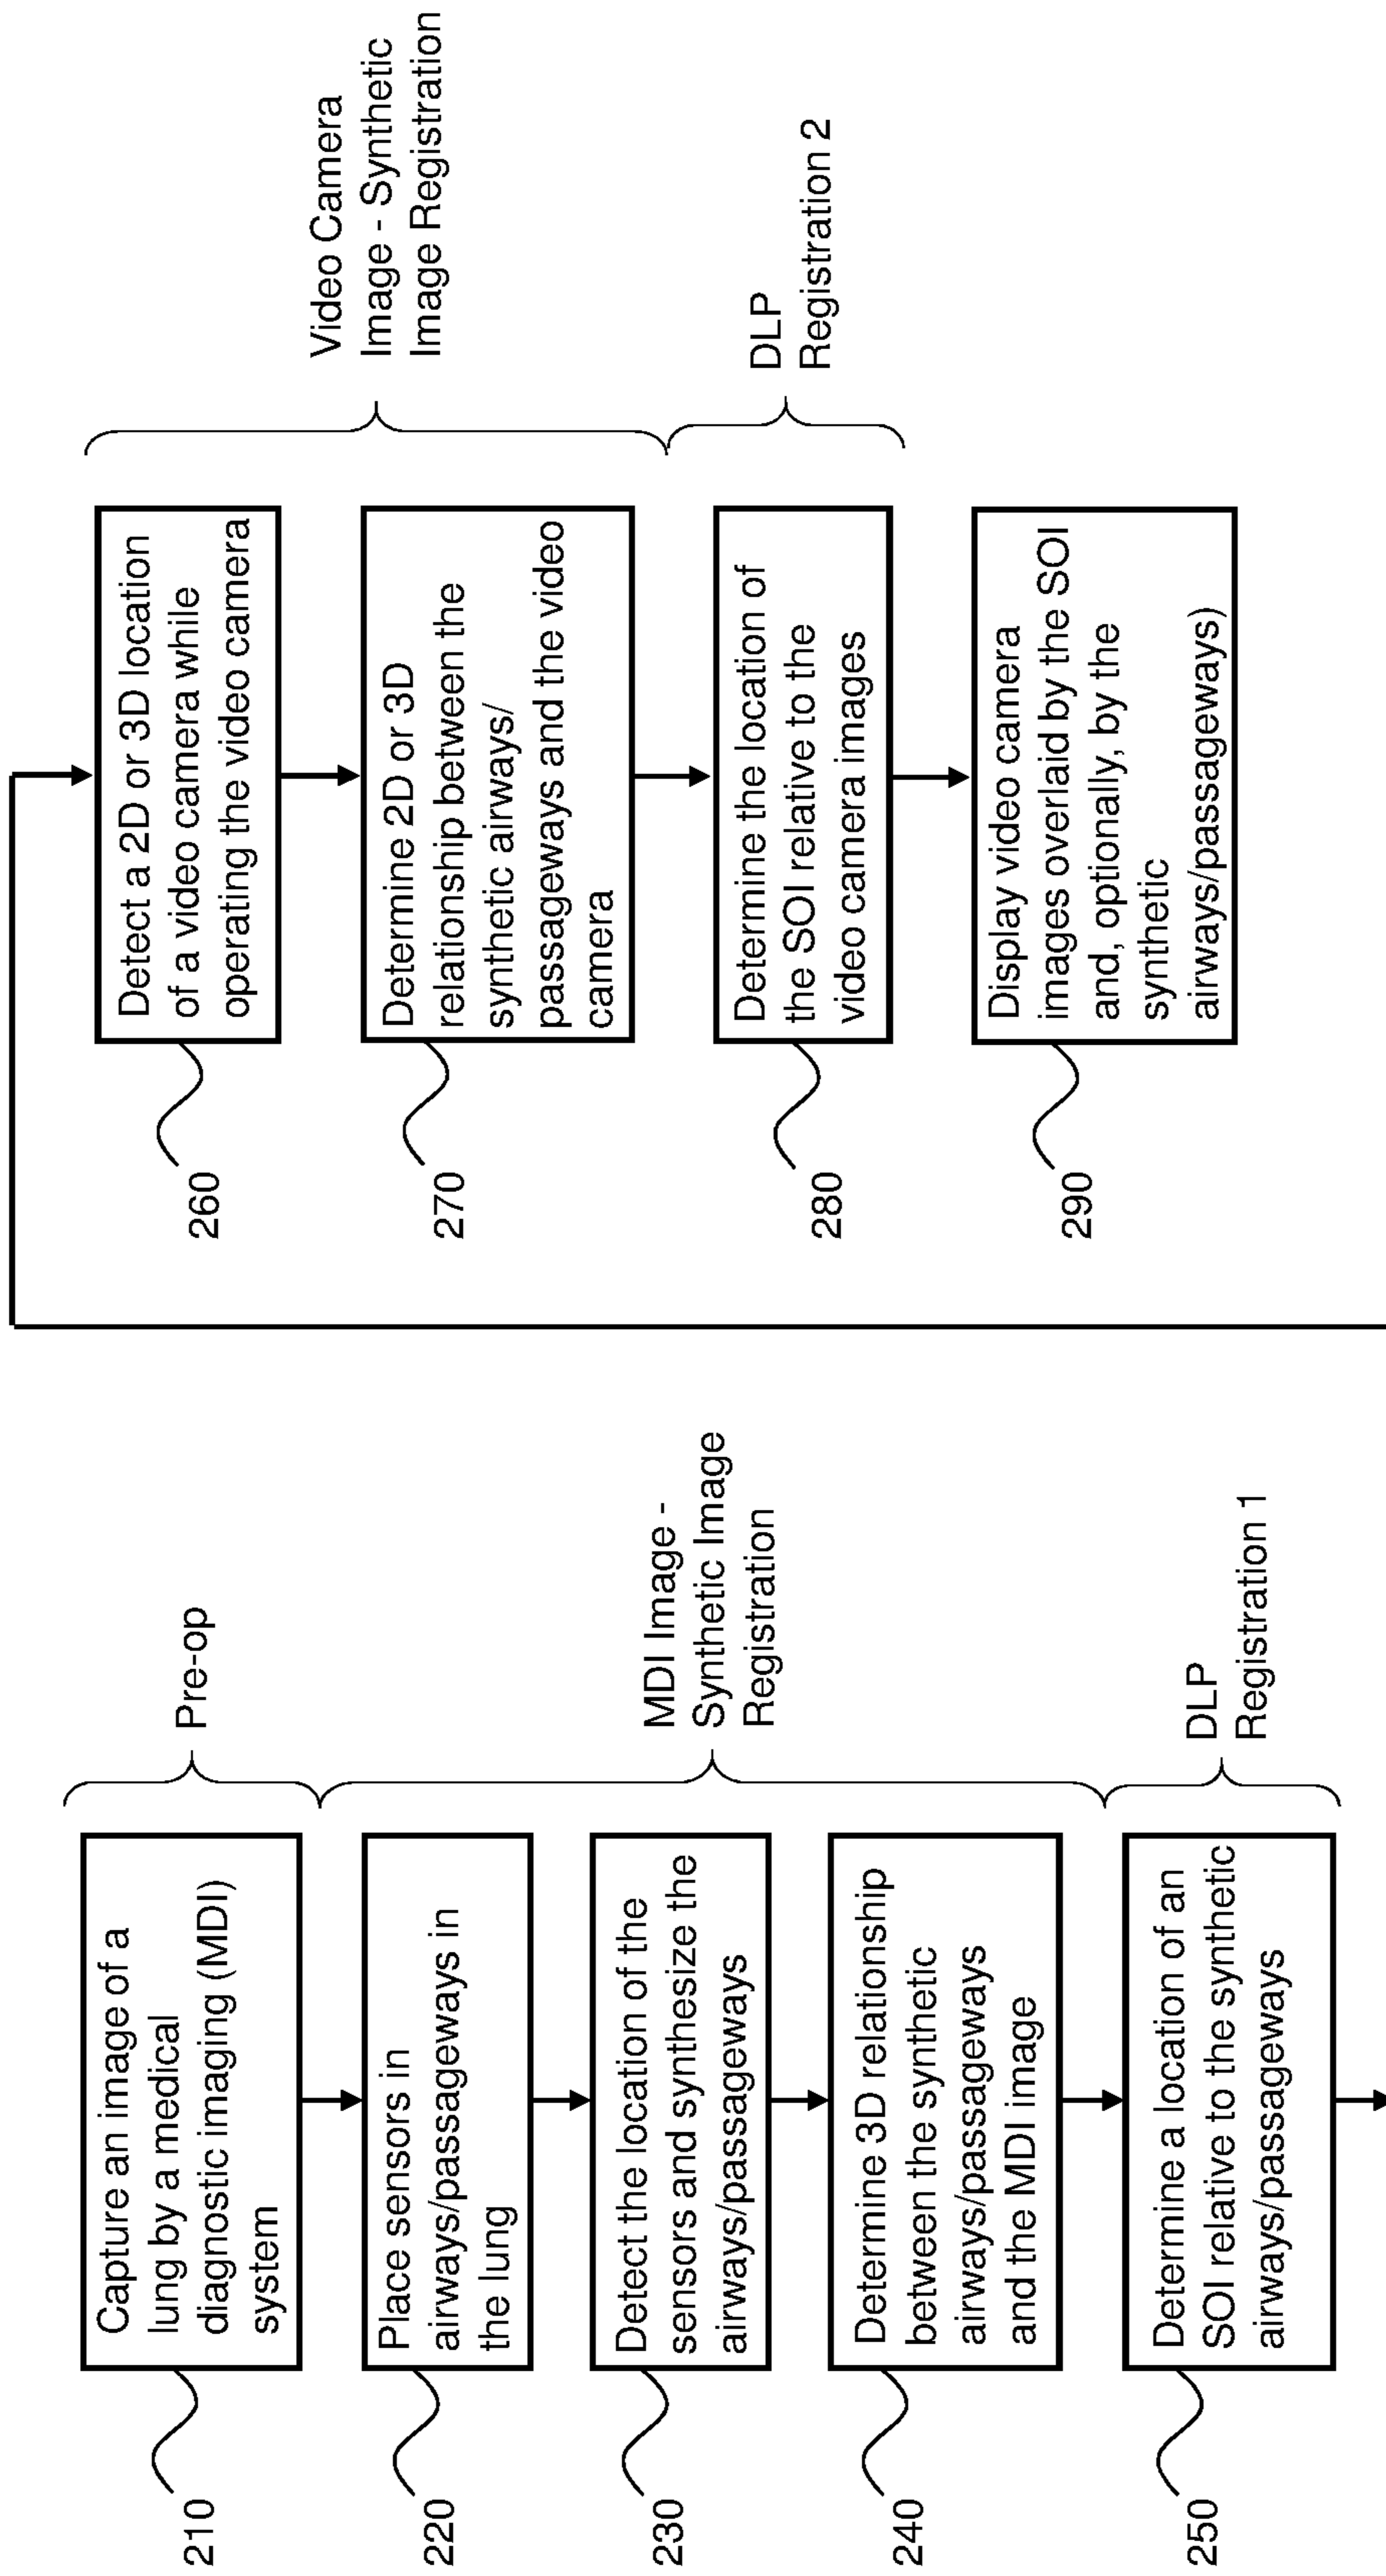 210
Capture an image of a
lung by a medical
diagnostic imaging (MDI)
system
Pre-op
220
Place sensors in
airways/passageways in
the lung
230
Detect the location of the
sensors and synthesize the
airways/passageways
240
Determine 3D relationship
between the synthetic
airways/passageways
and the MDI image
MDI Image -
Synthetic Image
Registration
250
Determine a location of an
SOI relative to the synthetic
airways/passageways
DLP
Registration 1
260
Detect a 2D or 3D location
of a video camera while
operating the video camera
270
Determine 2D or 3D
relationship between the
synthetic airways/
passageways and the video
camera
Video Camera
Image - Synthetic
Image Registration
280
Determine the location of
the SOI relative to the
video camera images
DLP
Registration 2
290
Display video camera
images overlaid by the SOI
and, optionally, by the
synthetic
airways/passageways)